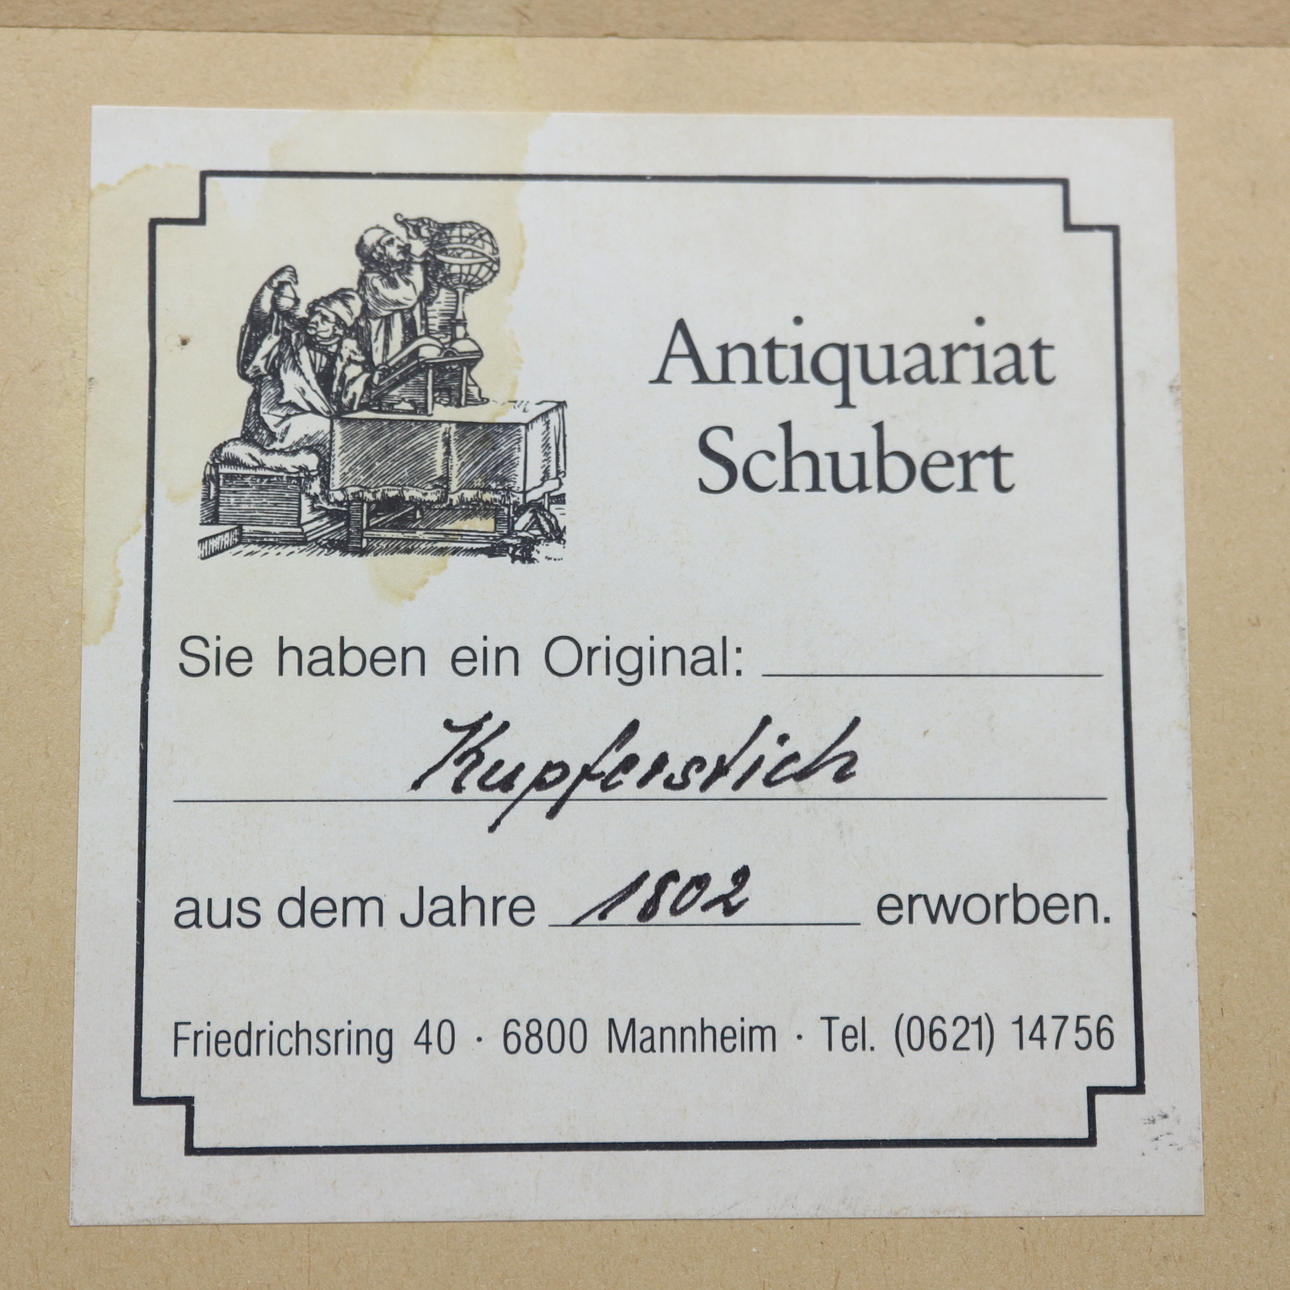 Antiquariat
Schubert
Sie haben ein Original:
Kupferstich
aus dem Jahre 1802 erworben.
Friedrichsring 40 · 6800 Mannheim · Tel. (0621) 14756